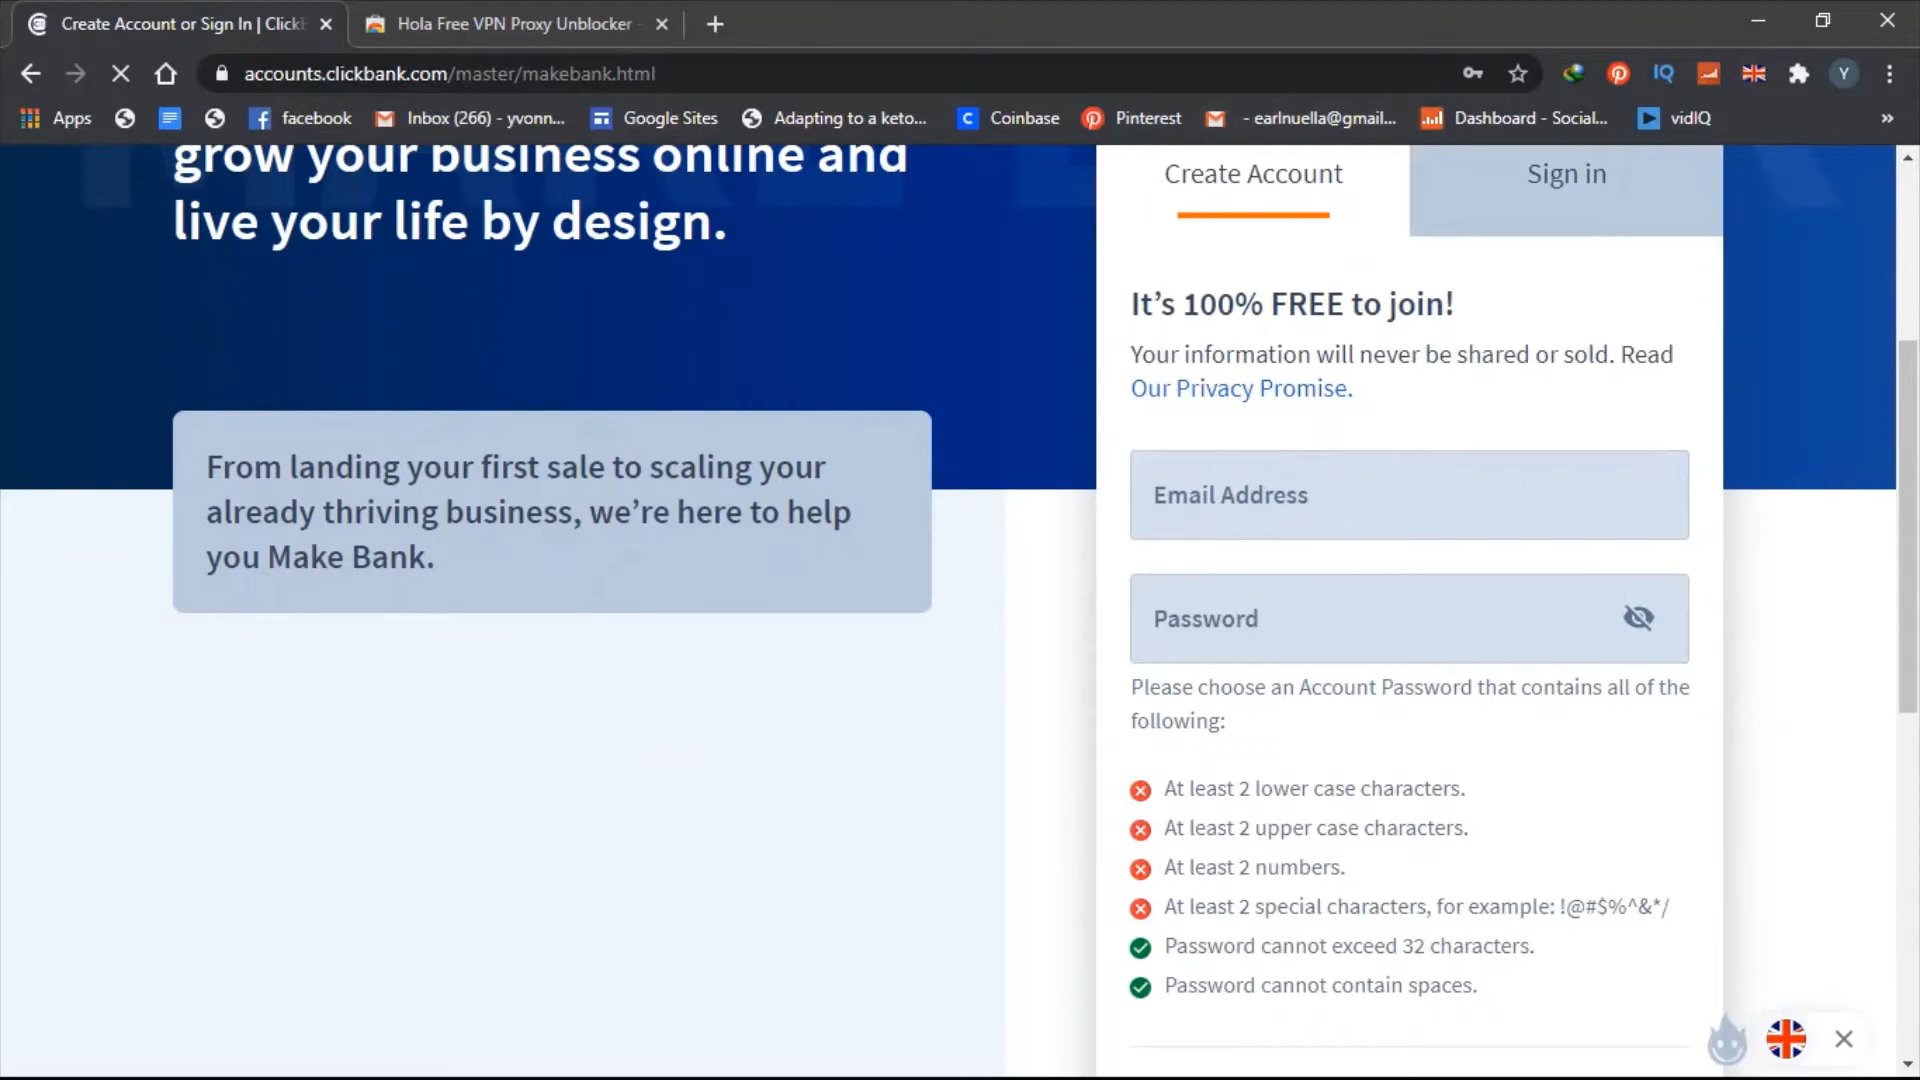 Create Account or Sign In | Click
Hola Free VPN Proxy Unblocker
accounts.clickbank.com/master/makebank.html
IQ
Y
Apps
facebook
Inbox (266) - yvonn...
Google Sites
Adapting to a keto...
Coinbase
Pinterest
- earlnuella@gmail...
Dashboard - Social...
vidIQ
»
grow your business online and
live your life by design.
From landing your first sale to scaling your
already thriving business, we’re here to help
you Make Bank.
Create Account
Sign in
It’s 100% FREE to join!
Your information will never be shared or sold. Read
Our Privacy Promise.
Email Address
Password
Please choose an Account Password that contains all of the
following:
At least 2 lower case characters.
At least 2 upper case characters.
At least 2 numbers.
At least 2 special characters, for example: !@#$%^&*/
Password cannot exceed 32 characters.
Password cannot contain spaces.